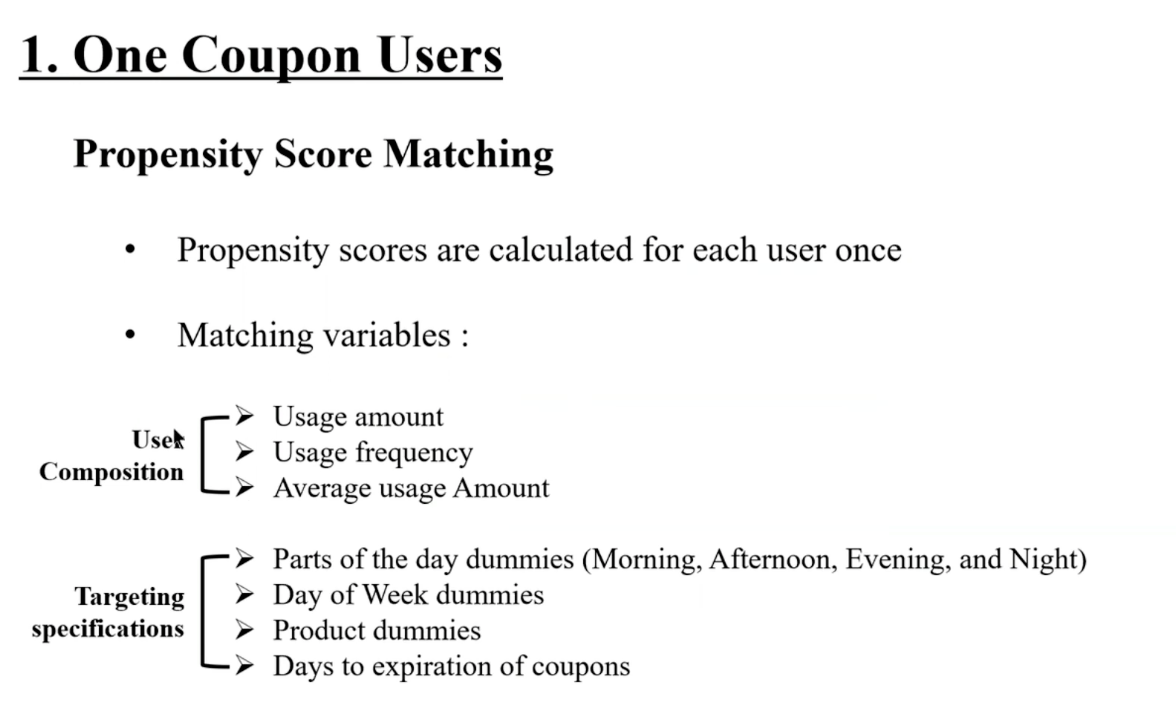 1. One Coupon Users
Propensity Score Matching
• Propensity scores are calculated for each user once
• Matching variables :
User
Composition
➢ Usage amount
➢ Usage frequency
➢ Average usage Amount
Targeting
specifications
➢ Parts of the day dummies (Morning, Afternoon, Evening, and Night)
➢ Day of Week dummies
➢ Product dummies
➢ Days to expiration of coupons